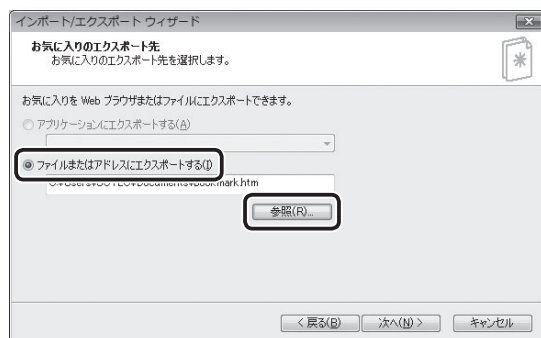 インポート/エクスポート ウィザード
お気に入りのエクスポート先
お気に入りのエクスポート先を選択します。
お気に入りを Web ブラウザまたはファイルにエクスポートできます。
アプリケーションにエクスポートする(A)
ファイルまたはアドレスにエクスポートする(I)
C:¥Users¥SOTEC¥Documents¥bookmark.htm
参照(R)...
< 戻る(B) 次へ(N) > キャンセル